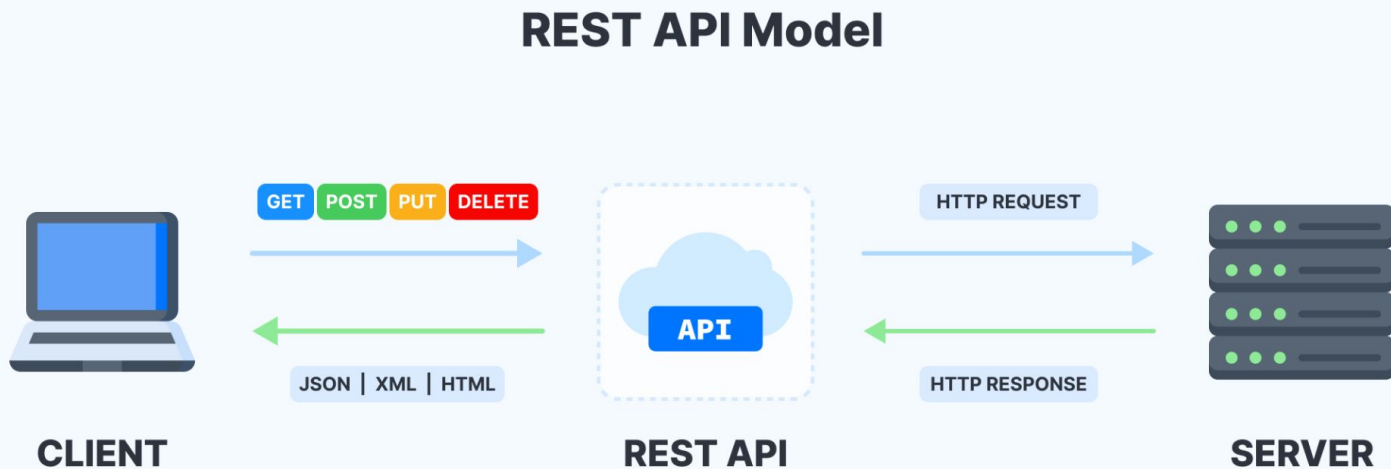 REST API Model
GET POST PUT DELETE
HTTP REQUEST
API
JSON | XML | HTML
HTTP RESPONSE
CLIENT
REST API
SERVER